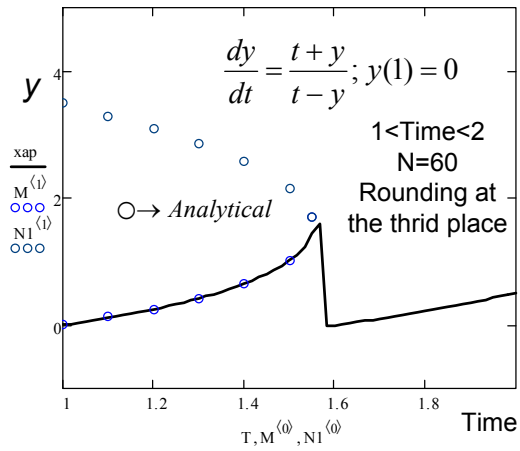 4
dy/dt = t + y/t − y; y(1) = 0
y
1<Time<2
N=60
Rounding at
the thrid place
xap
M⟨1⟩
N1⟨1⟩
2
→ Analytical
0
1 1.2 1.4 1.6 1.8
T, M⟨0⟩, N1⟨0⟩
Time